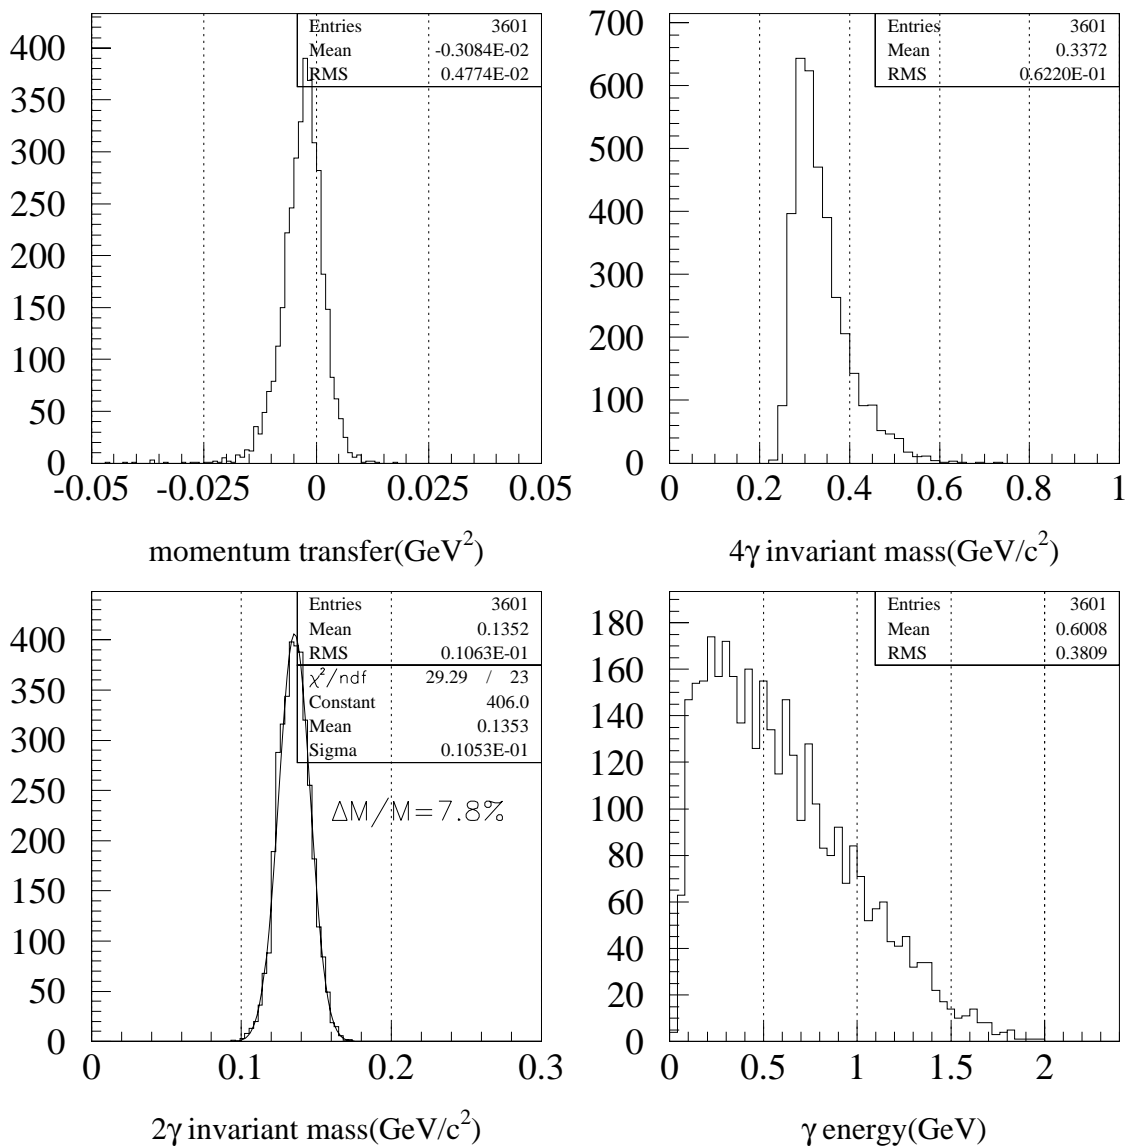 Entries 3601
Mean -0.3084E-02
RMS 0.4774E-02
400
350
300
250
200
150
100
50
0
-0.05 -0.025 0 0.025 0.05
momentum transfer(GeV²)
Entries 3601
Mean 0.3372
RMS 0.6220E-01
700
600
500
400
300
200
100
0
0 0.2 0.4 0.6 0.8 1
4γ invariant mass(GeV/c²)
Entries 3601
Mean 0.1352
RMS 0.1063E-01
χ²/ndf 29.29 / 23
Constant 406.0
Mean 0.1353
Sigma 0.1053E-01
ΔM/M=7.8%
400
350
300
250
200
150
100
50
0
0 0.1 0.2 0.3
2γ invariant mass(GeV/c²)
Entries 3601
Mean 0.6008
RMS 0.3809
180
160
140
120
100
80
60
40
20
0
0 0.5 1 1.5 2
γ energy(GeV)